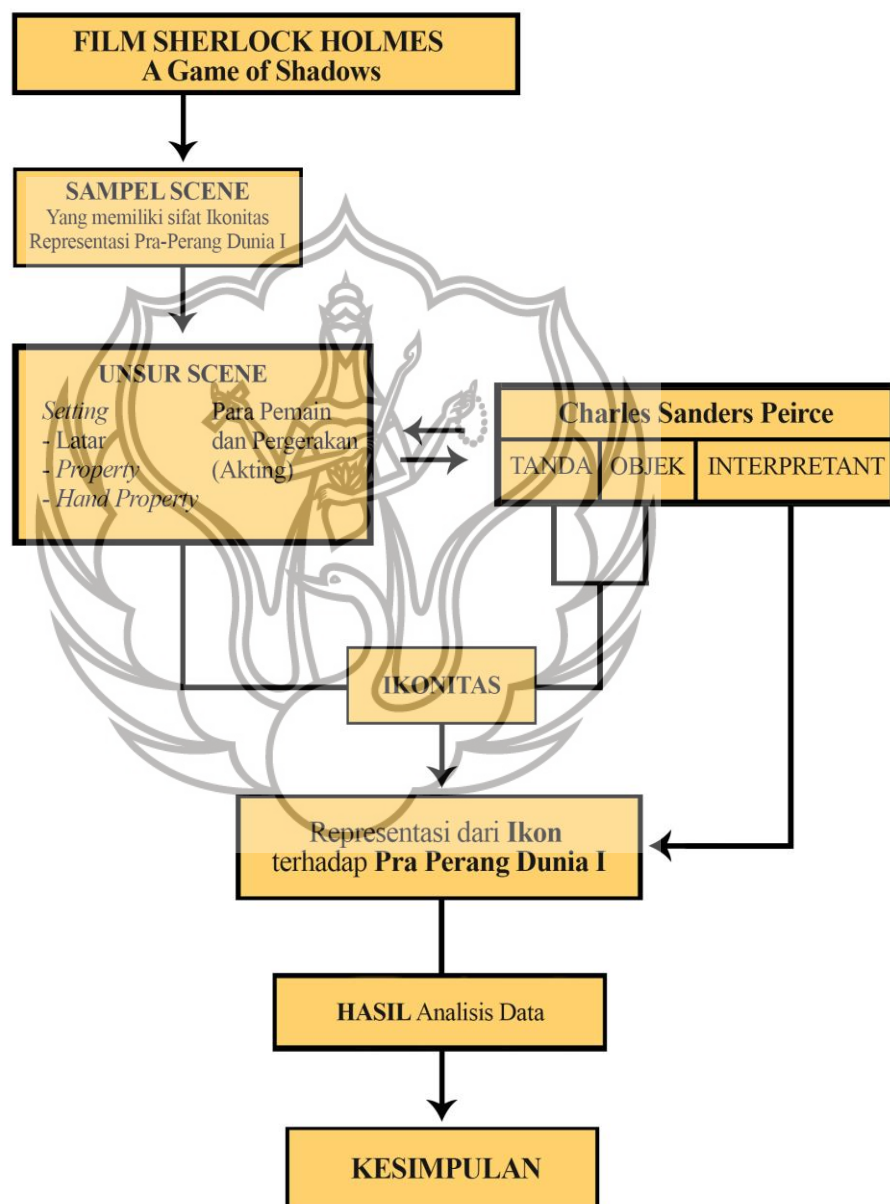 FILM SHERLOCK HOLMES
A Game of Shadows
SAMPEL SCENE
Yang memiliki sifat Ikonitas
Representasi Pra-Perang Dunia I
UNSUR SCENE
Setting
- Latar
- Property
- Hand Property
Para Pemain
dan Pergerakan
(Akting)
Charles Sanders Peirce
TANDA
OBJEK
INTERPRETANT
IKONITAS
Representasi dari Ikon
terhadap Pra Perang Dunia I
HASIL Analisis Data
KESIMPULAN